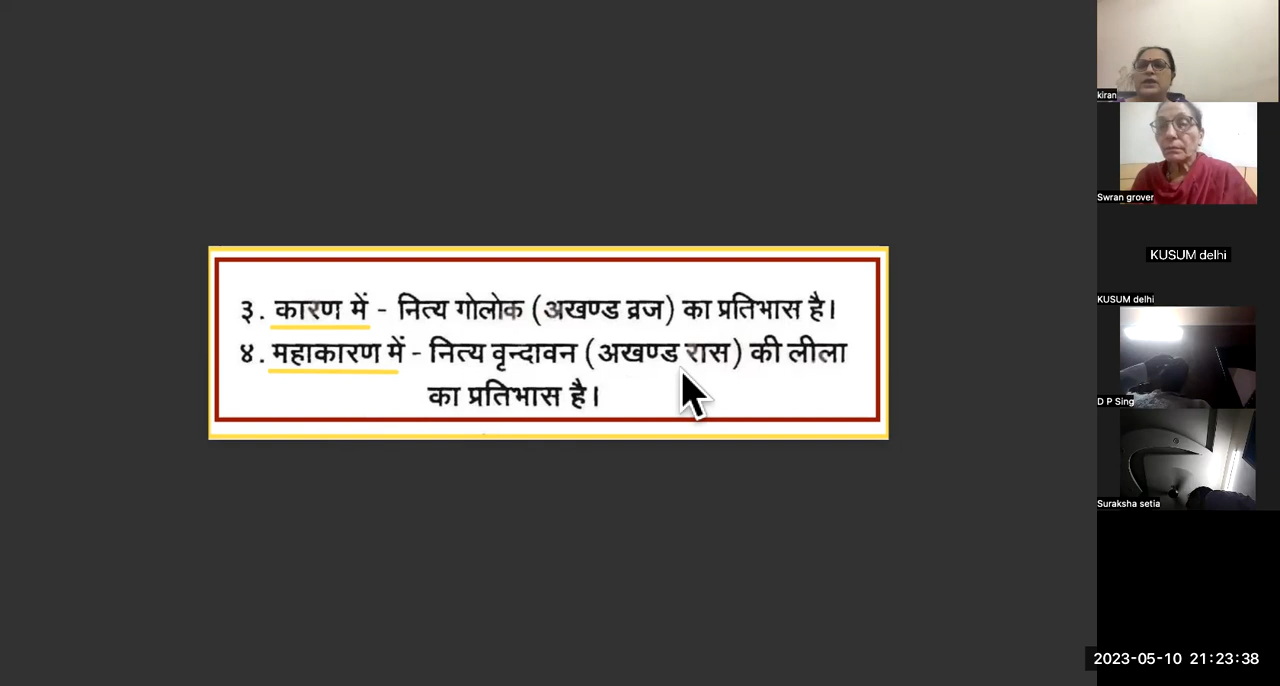 ३. कारण में - नित्य गोलोक (अखण्ड व्रज) का प्रतिभास है।
४. महाकारण में - नित्य वृन्दावन (अखण्ड रास) की लीला
का प्रतिभास है।
kiran
Swran grover
KUSUM delhi
KUSUM delhi
D P Sing
Suraksha setia
2023-05-10 21:23:38